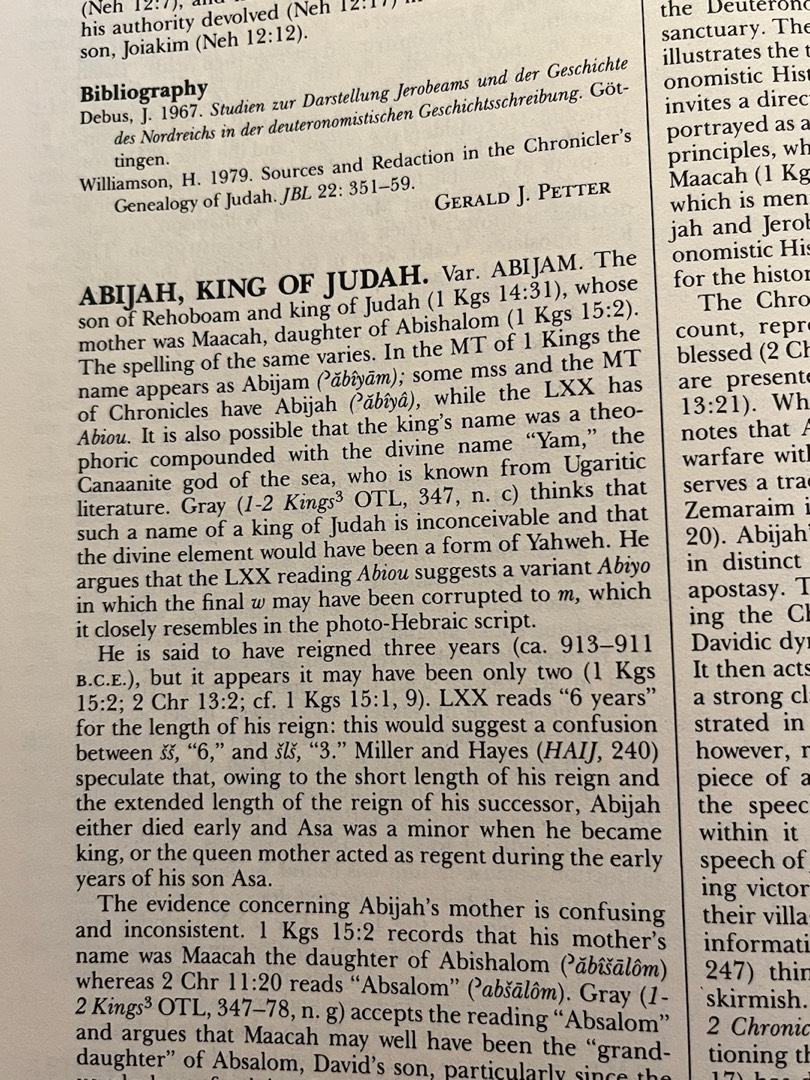 (Neh 12:7), and
his authority devolved (Neh 12:17)
son, Joiakim (Neh 12:12).
Bibliography
Debus, J. 1967. Studien zur Darstellung Jerobeams und der Geschichte
des Nordreichs in der deuteronomistischen Geschichtsschreibung. Göt-
tingen.
Williamson, H. 1979. Sources and Redaction in the Chronicler's
Genealogy of Judah. JBL 22: 351–59.
GERALD J. PETTER
ABIJAH, KING OF JUDAH. Var. ABIJAM. The
son of Rehoboam and king of Judah (1 Kgs 14:31), whose
mother was Maacah, daughter of Abishalom (1 Kgs 15:2).
The spelling of the same varies. In the MT of 1 Kings the
name appears as Abijam (ʾăbîyām); some mss and the MT
of Chronicles have Abijah (ʾăbîyâ), while the LXX has
Abiou. It is also possible that the king's name was a theo-
phoric compounded with the divine name “Yam,” the
Canaanite god of the sea, who is known from Ugaritic
literature. Gray (1-2 Kings³ OTL, 347, n. c) thinks that
such a name of a king of Judah is inconceivable and that
the divine element would have been a form of Yahweh. He
argues that the LXX reading Abiou suggests a variant Abiyo
in which the final w may have been corrupted to m, which
it closely resembles in the photo-Hebraic script.
He is said to have reigned three years (ca. 913–911
B.C.E.), but it appears it may have been only two (1 Kgs
15:2; 2 Chr 13:2; cf. 1 Kgs 15:1, 9). LXX reads “6 years”
for the length of his reign: this would suggest a confusion
between šš, “6,” and šlš, “3.” Miller and Hayes (HAIJ, 240)
speculate that, owing to the short length of his reign and
the extended length of the reign of his successor, Abijah
either died early and Asa was a minor when he became
king, or the queen mother acted as regent during the early
years of his son Asa.
The evidence concerning Abijah's mother is confusing
and inconsistent. 1 Kgs 15:2 records that his mother's
name was Maacah the daughter of Abishalom (ʾăbîšālôm)
whereas 2 Chr 11:20 reads “Absalom” (ʾabšālôm). Gray (1-
2 Kings³ OTL, 347–78, n. g) accepts the reading “Absalom”
and argues that Maacah may well have been the “grand-
daughter” of Absalom, David's son, particularly since the
the Deuterono
sanctuary. The
illustrates the t
onomistic Hist
invites a direc
portrayed as a
principles, wh
Maacah (1 Kg
which is men
jah and Jerob
onomistic His
for the histor
The Chro
count, repre
blessed (2 Ch
are presente
13:21). Wh
notes that A
warfare with
serves a tra
Zemaraim i
20). Abijah'
in distinct
apostasy. T
ing the Ch
Davidic dyn
It then acts
a strong cl
strated in
however, r
piece of a
the speec
within it
speech of
ing victor
their villa
informati
247) thin
skirmish.
2 Chronic
tioning th
17) has